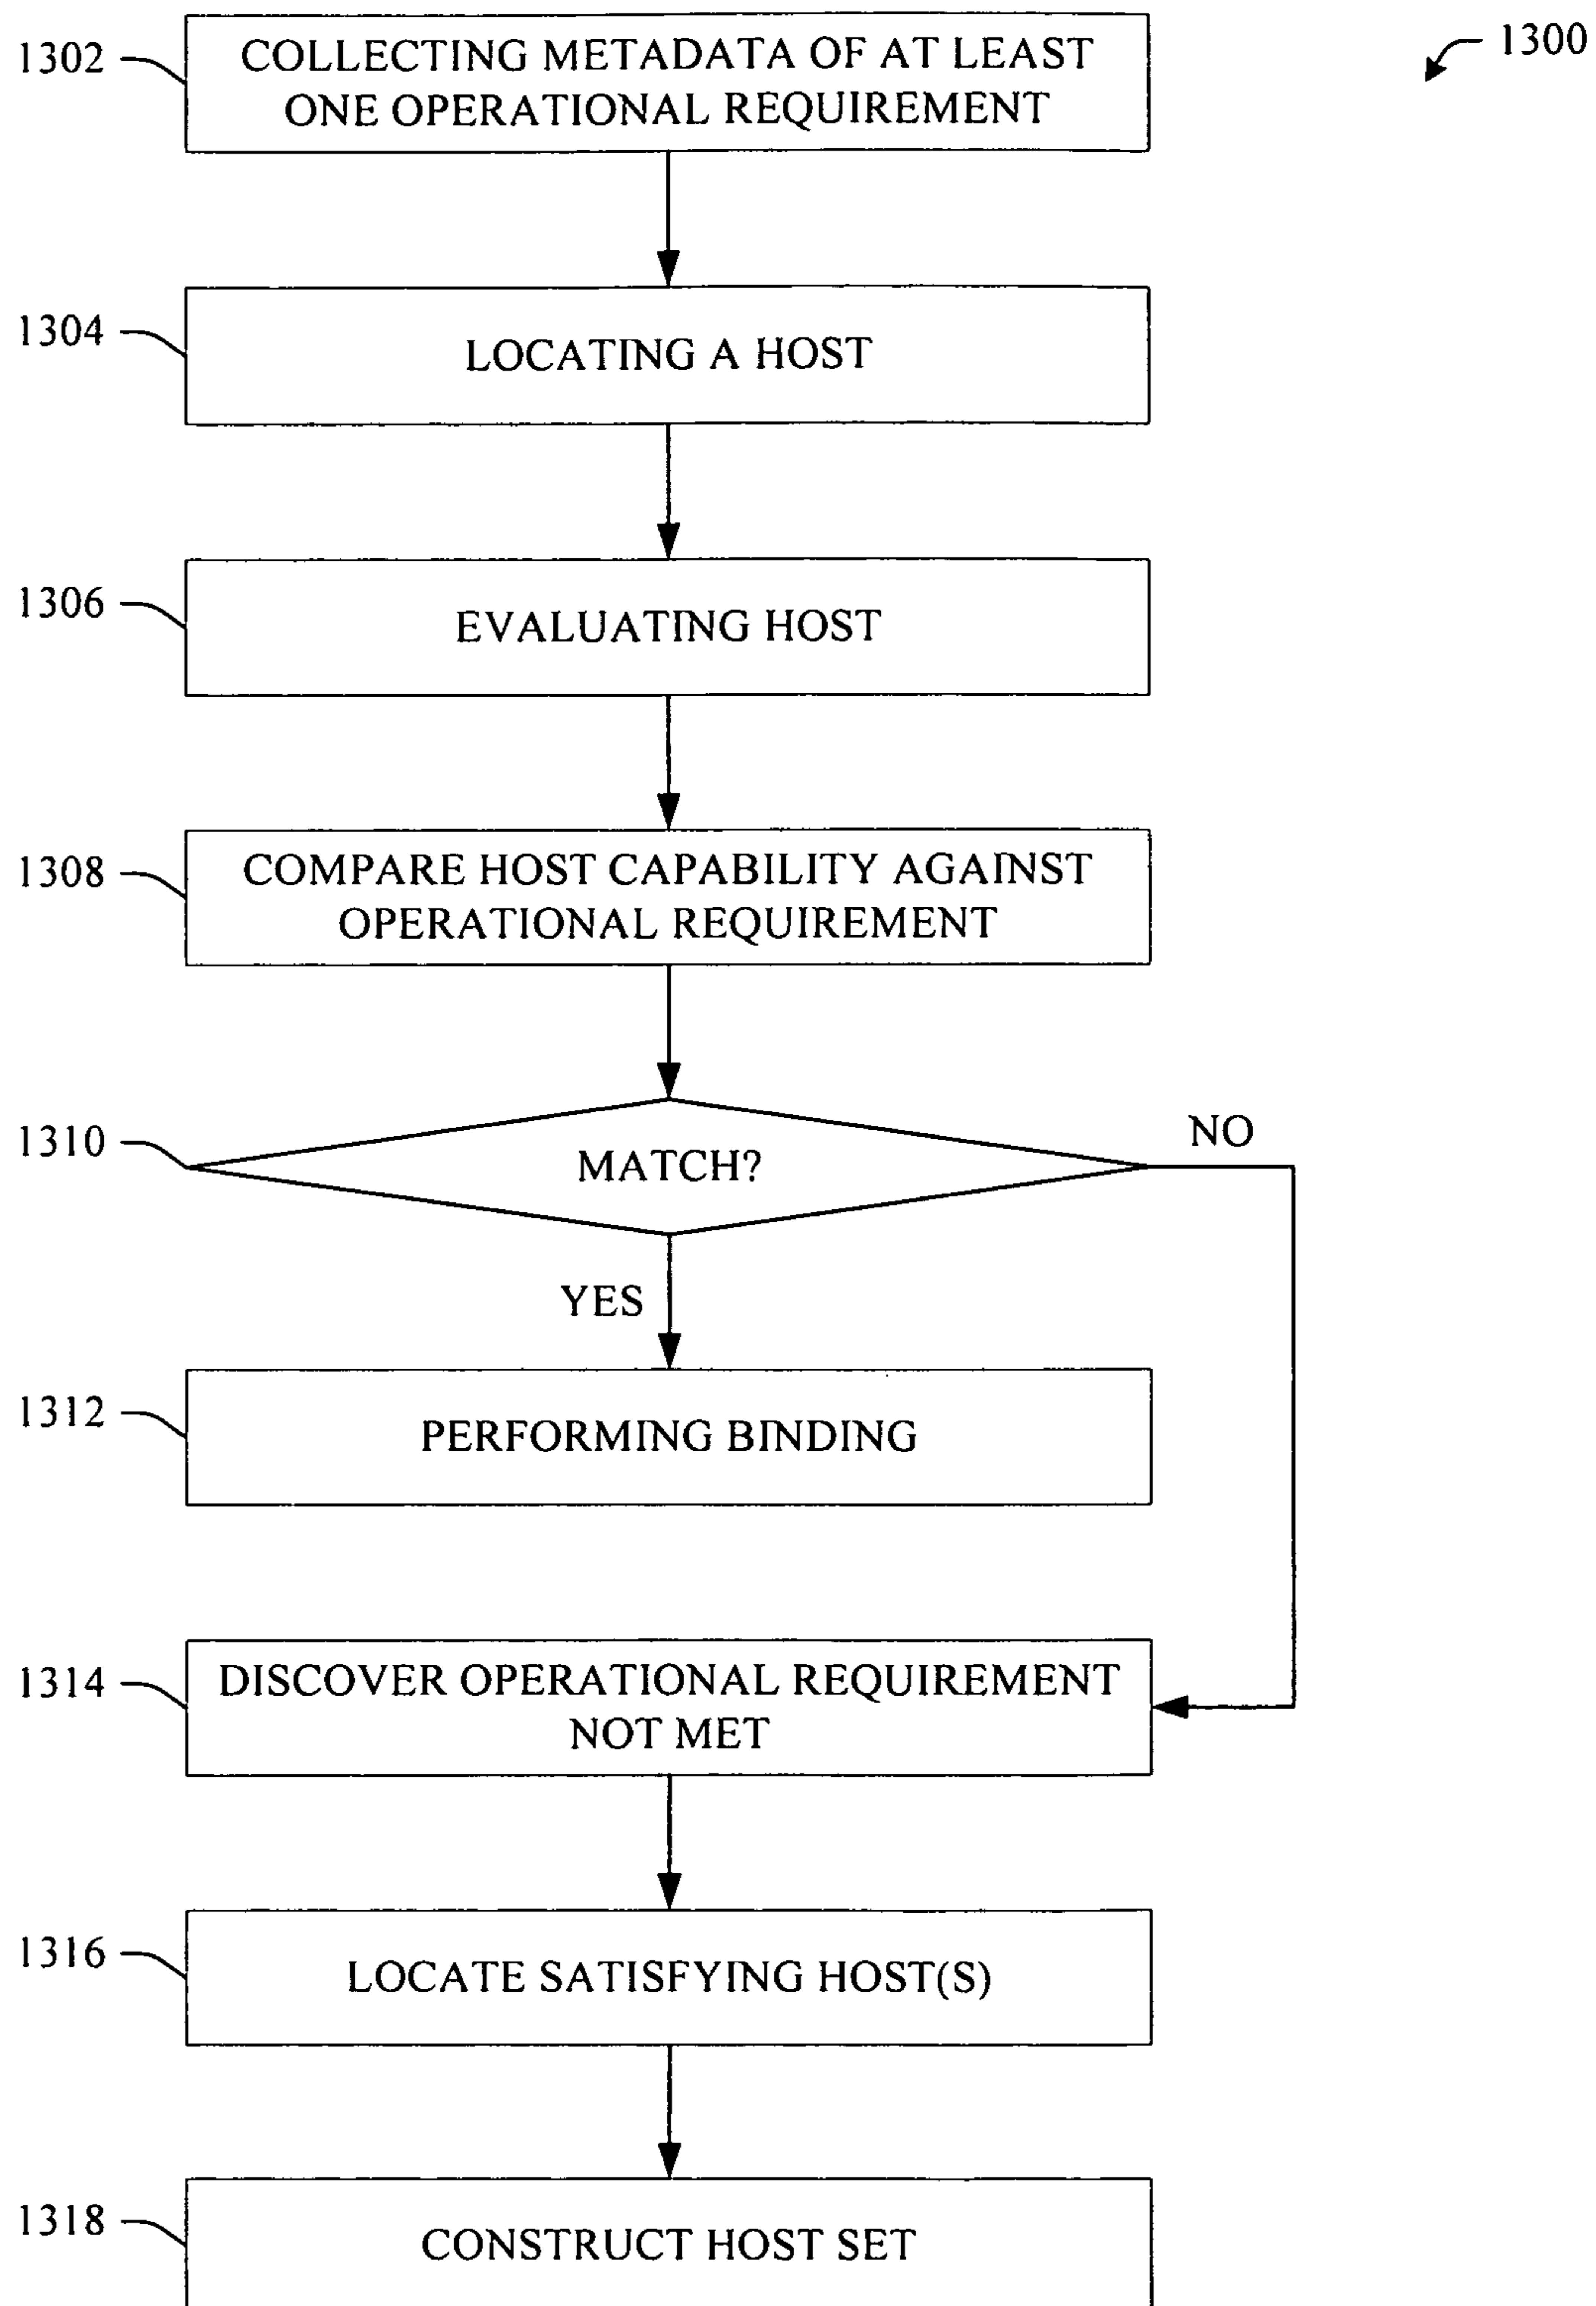 1300
1302
COLLECTING METADATA OF AT LEAST
ONE OPERATIONAL REQUIREMENT
1304
LOCATING A HOST
1306
EVALUATING HOST
1308
COMPARE HOST CAPABILITY AGAINST
OPERATIONAL REQUIREMENT
1310
MATCH?
NO
YES
1312
PERFORMING BINDING
1314
DISCOVER OPERATIONAL REQUIREMENT
NOT MET
1316
LOCATE SATISFYING HOST(S)
1318
CONSTRUCT HOST SET